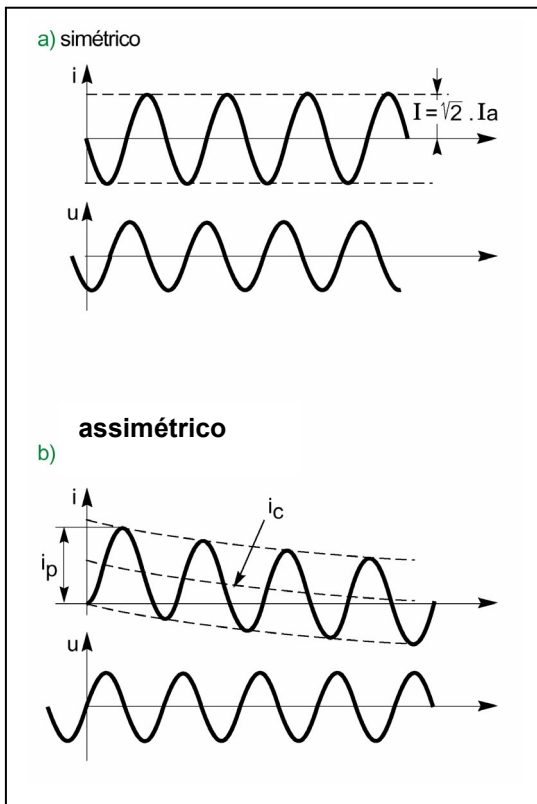 a) simétrico
i
I = √2 . Ia
u
assimétrico
b)
i
ic
ip
u